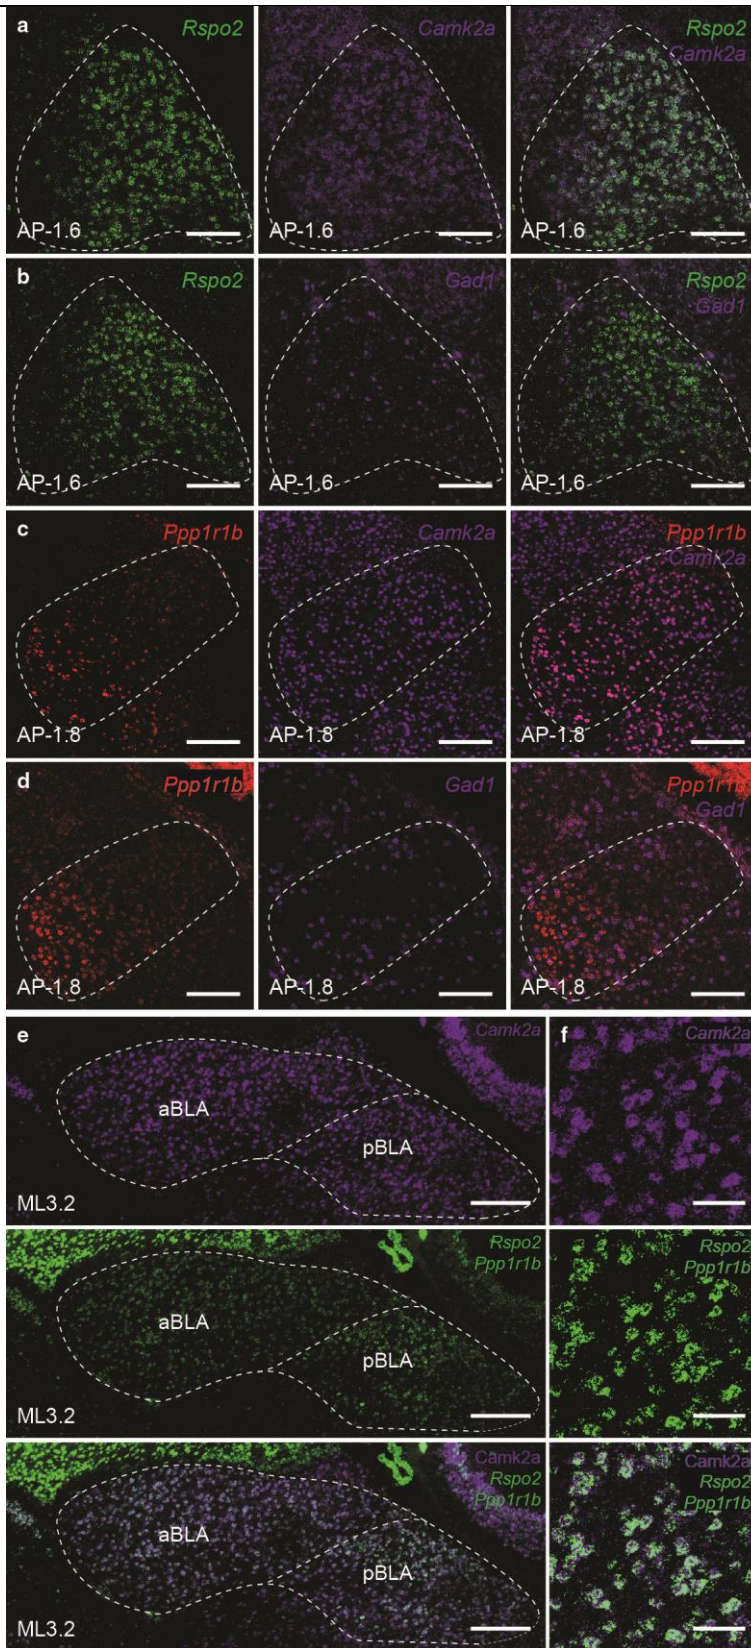 a
Rspo2
AP-1.6
Camk2a
AP-1.6
Rspo2
Camk2a
AP-1.6
b
Rspo2
AP-1.6
Gad1
AP-1.6
Rspo2
Gad1
AP-1.6
c
Ppp1r1b
AP-1.8
Camk2a
AP-1.8
Ppp1r1b
Camk2a
AP-1.8
d
Ppp1r1b
AP-1.8
Gad1
AP-1.8
Ppp1r1b
Gad1
AP-1.8
e
Camk2a
aBLA
pBLA
ML3.2
f
Camk2a
Rspo2
Ppp1r1b
aBLA
pBLA
ML3.2
Rspo2
Ppp1r1b
Camk2a
Rspo2
Ppp1r1b
aBLA
pBLA
ML3.2
Camk2a
Rspo2
Ppp1r1b